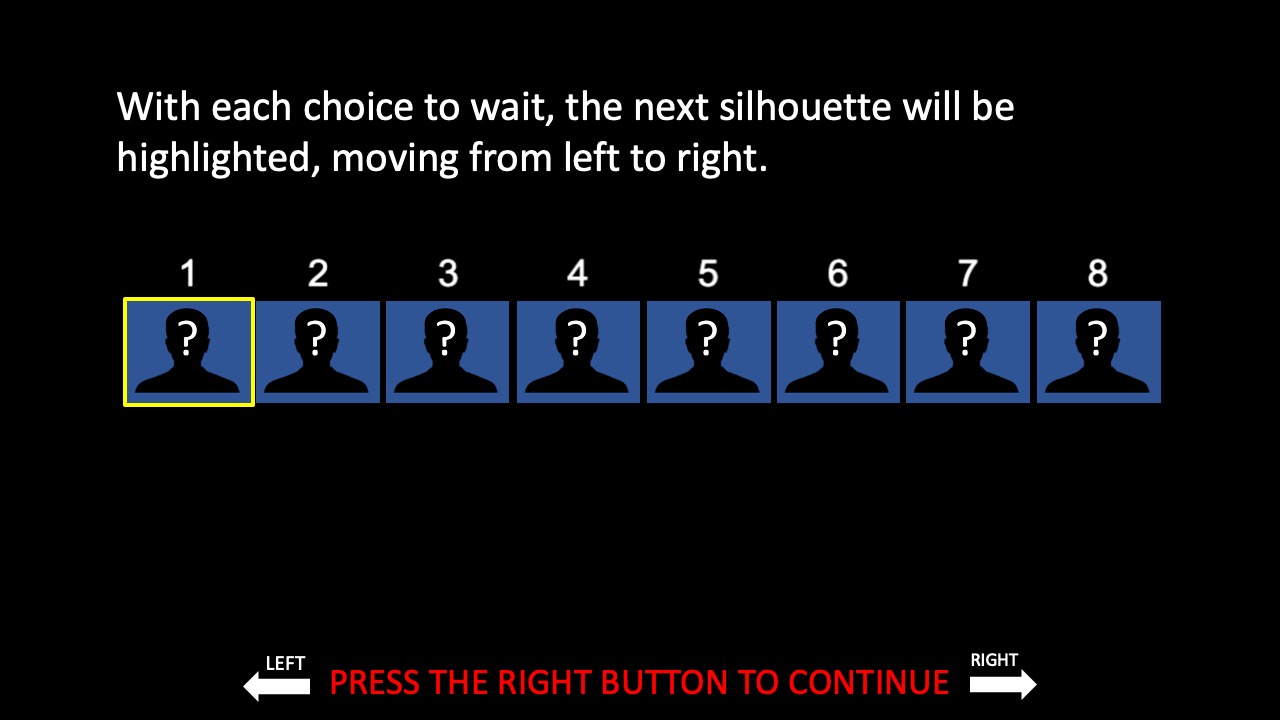 With each choice to wait, the next silhouette will be
highlighted, moving from left to right.
1 2 3 4 5 6 7 8
? ? ? ? ? ? ? ?
LEFT PRESS THE RIGHT BUTTON TO CONTINUE RIGHT